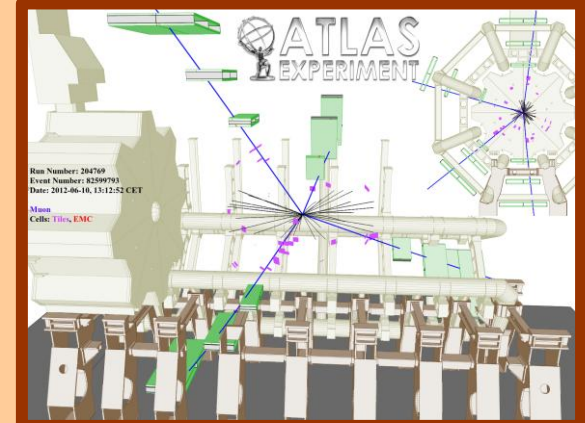 ATLAS
EXPERIMENT
Run Number: 204769
Event Number: 82599793
Date: 2012-06-10, 13:12:52 CET
Muon
Cells: Tiles, EMC